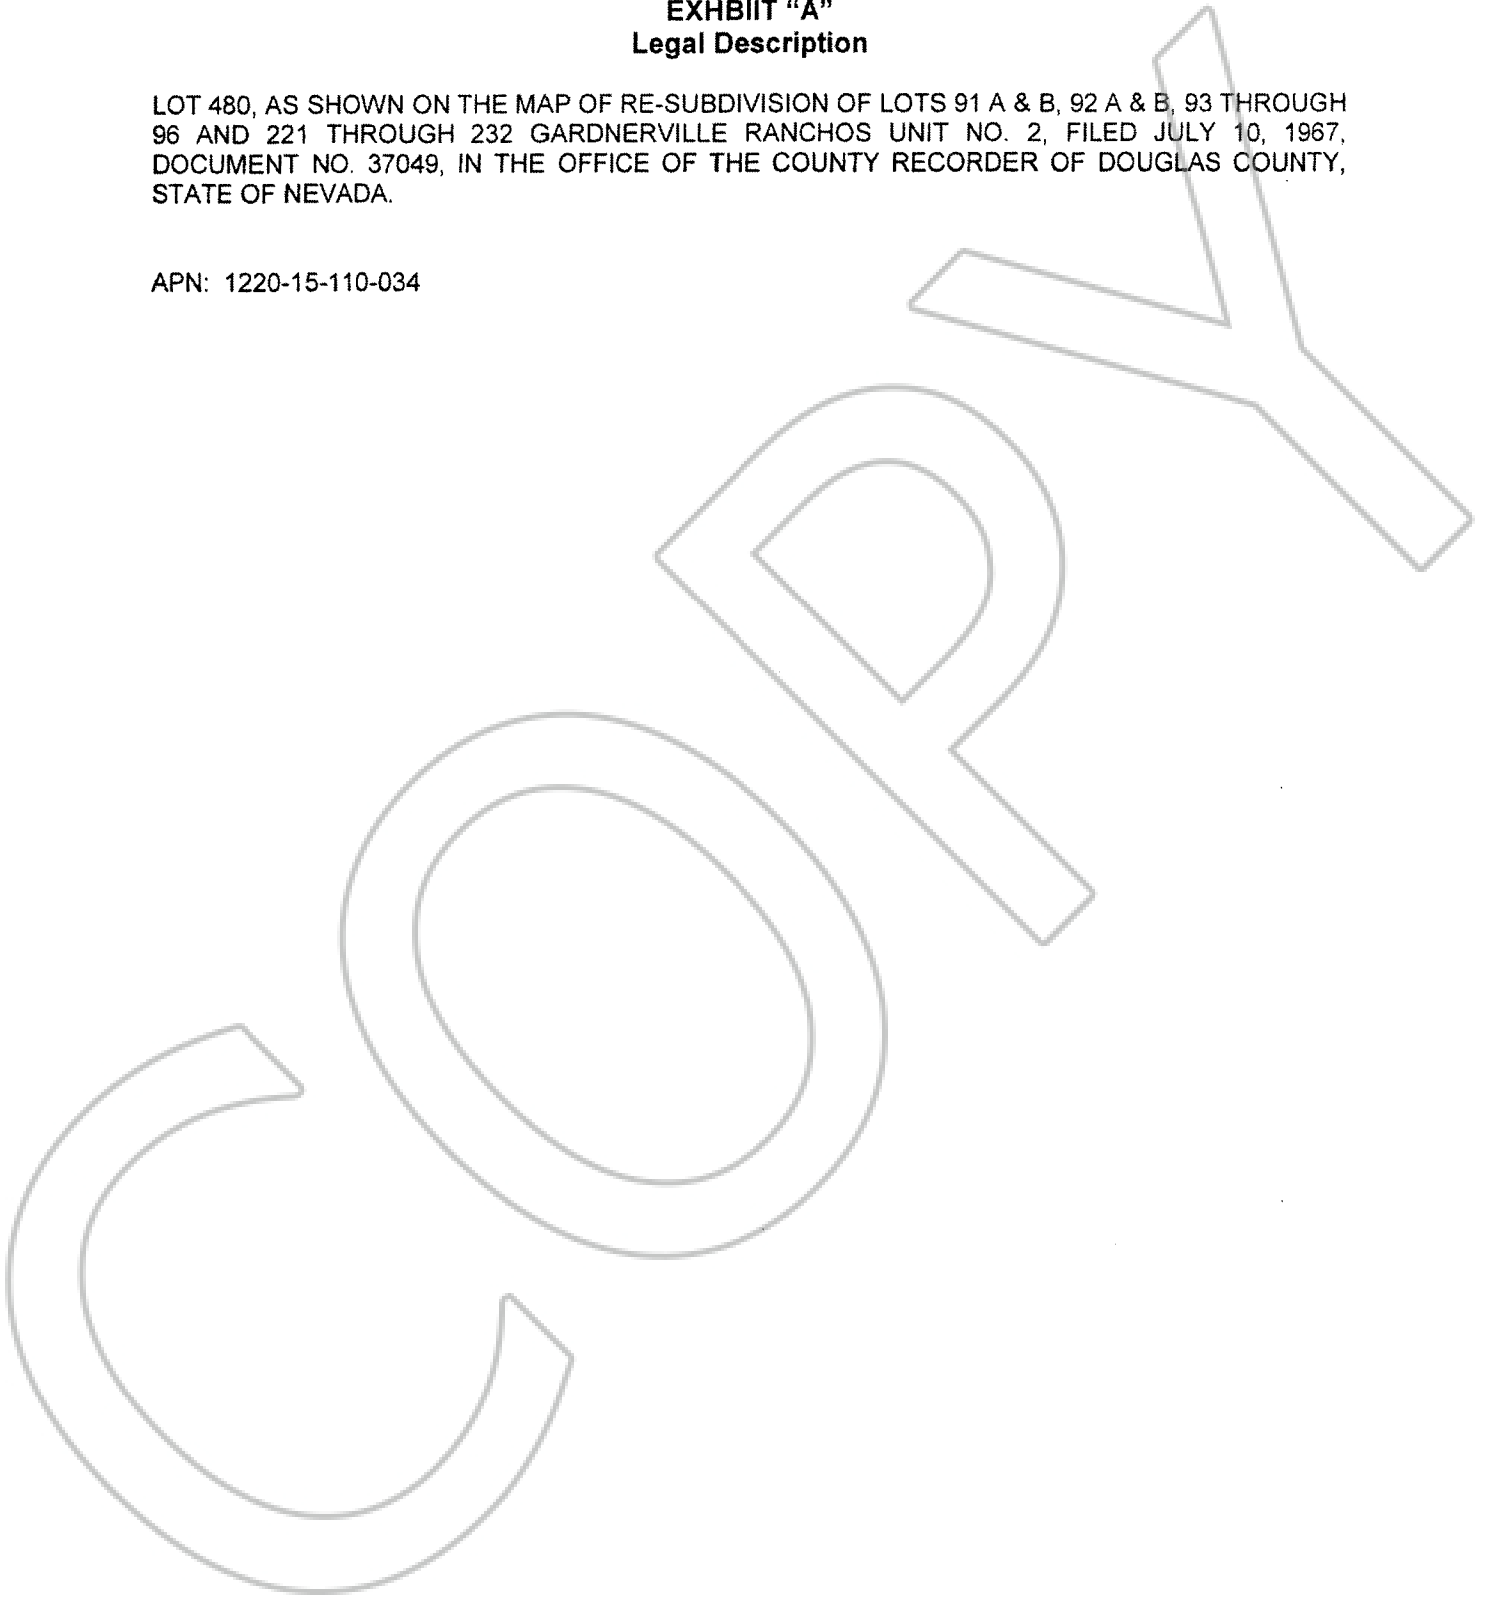 EXHBIIT “A”
Legal Description
LOT 480, AS SHOWN ON THE MAP OF RE-SUBDIVISION OF LOTS 91 A & B, 92 A & B, 93 THROUGH
96 AND 221 THROUGH 232 GARDNERVILLE RANCHOS UNIT NO. 2, FILED JULY 10, 1967,
DOCUMENT NO. 37049, IN THE OFFICE OF THE COUNTY RECORDER OF DOUGLAS COUNTY,
STATE OF NEVADA.
APN: 1220-15-110-034
COPY